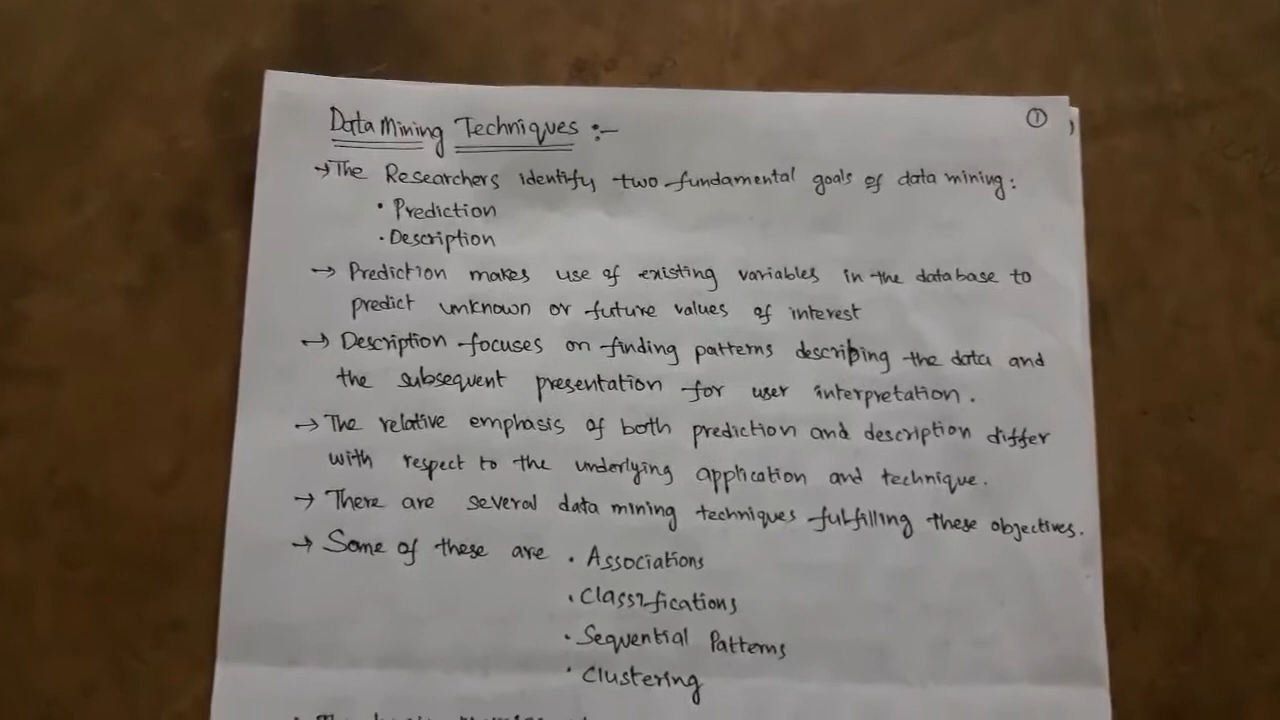 Data Mining Techniques :-
①
→ The Researchers identify two fundamental goals of data mining:
• Prediction
• Description
→ Prediction makes use of existing variables in the database to
predict unknown or future values of interest
→ Description focuses on finding patterns describing the data and
the subsequent presentation for user interpretation.
→ The relative emphasis of both prediction and description differ
with respect to the underlying application and technique.
→ There are several data mining techniques fulfilling these objectives.
→ Some of these are • Associations
• Classifications
• Sequential Patterns
• Clustering